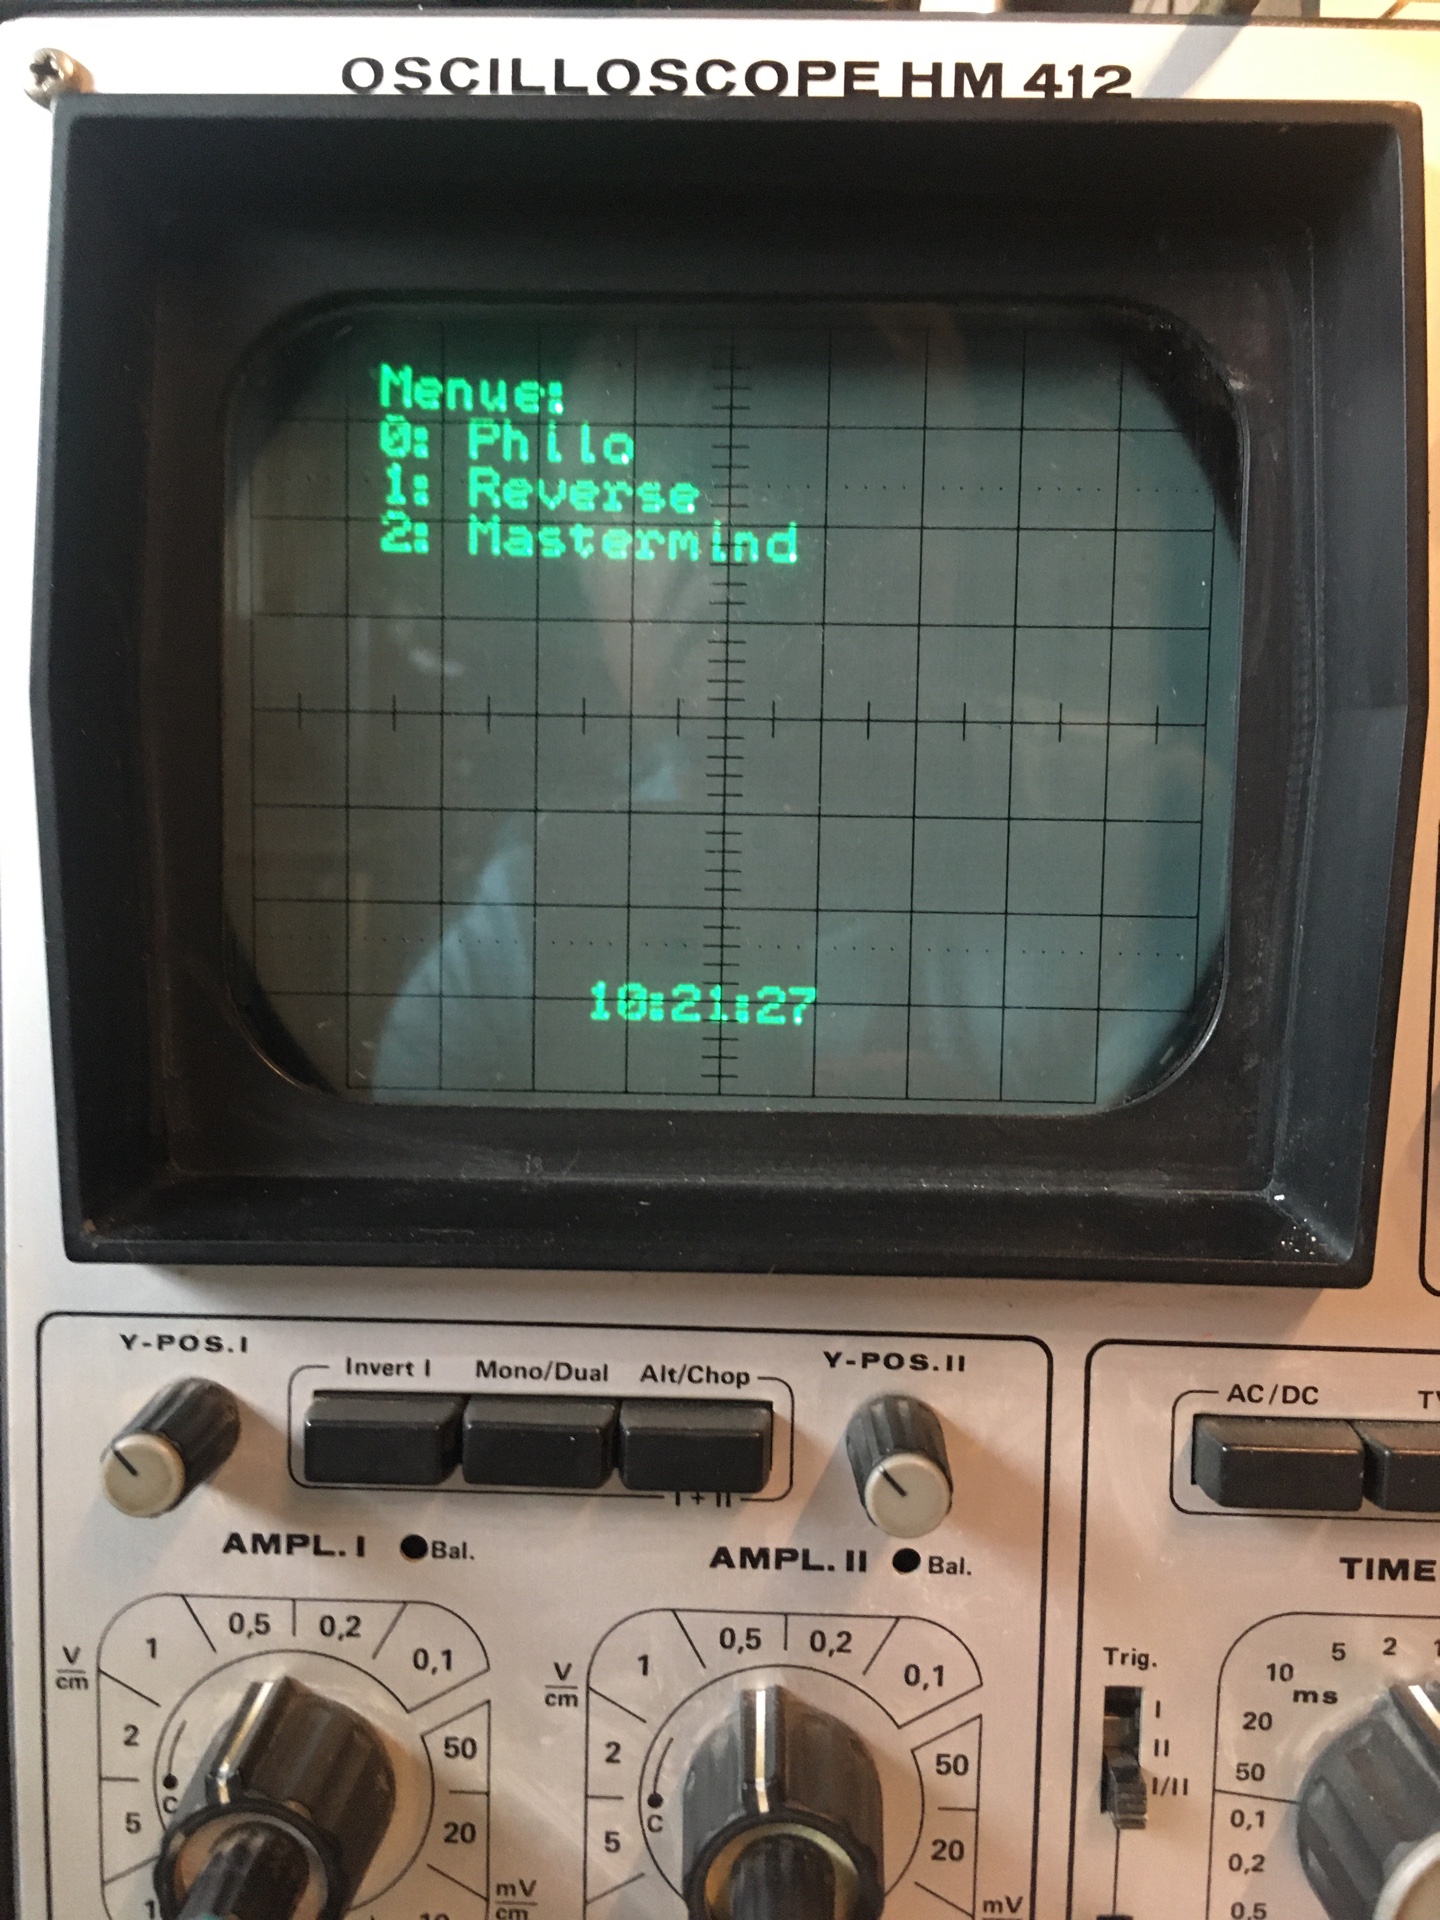 OSCILLOSCOPE HM 412
Menue:
0: Philo
1: Reverse
2: Mastermind
10:21:27
Y-POS.I
Invert I
Mono/Dual
Alt/Chop
Y-POS.II
I+II
AC/DC
AMPL.I
Bal.
AMPL.II
Bal.
TIME
V/cm
1
0,5
0,2
0,1
50
20
10
mV/cm
2
5
C
V/cm
1
0,5
0,2
0,1
50
20
mV
2
5
C
Trig.
I
II
I/II
5
2
10
ms
20
50
0,1
0,2
0,5